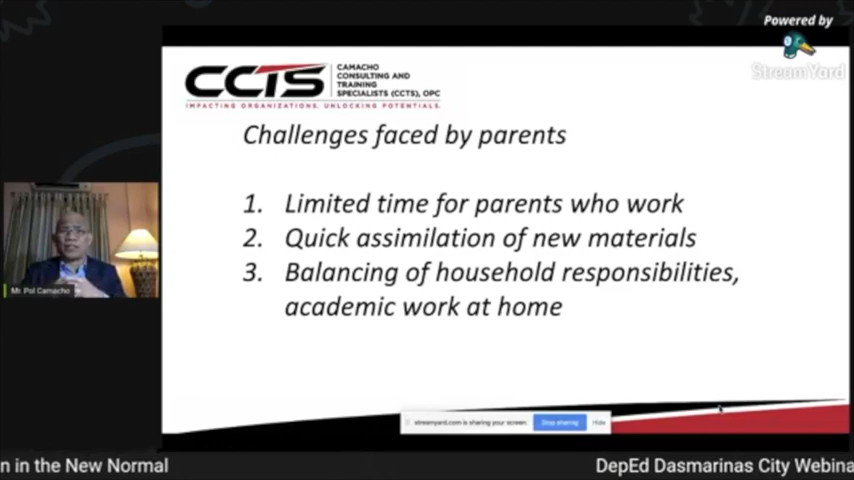 Powered by
StreamYard
CCTS
CAMACHO
CONSULTING AND
TRAINING
SPECIALISTS (CCTS), OPC
IMPACTING ORGANIZATIONS. UNLOCKING POTENTIALS.
Challenges faced by parents
1. Limited time for parents who work
2. Quick assimilation of new materials
3. Balancing of household responsibilities,
academic work at home
Mr. Pol Camacho
streamyard.com is sharing your screen. Stop sharing Hide
n in the New Normal DepEd Dasmarinas City Webina